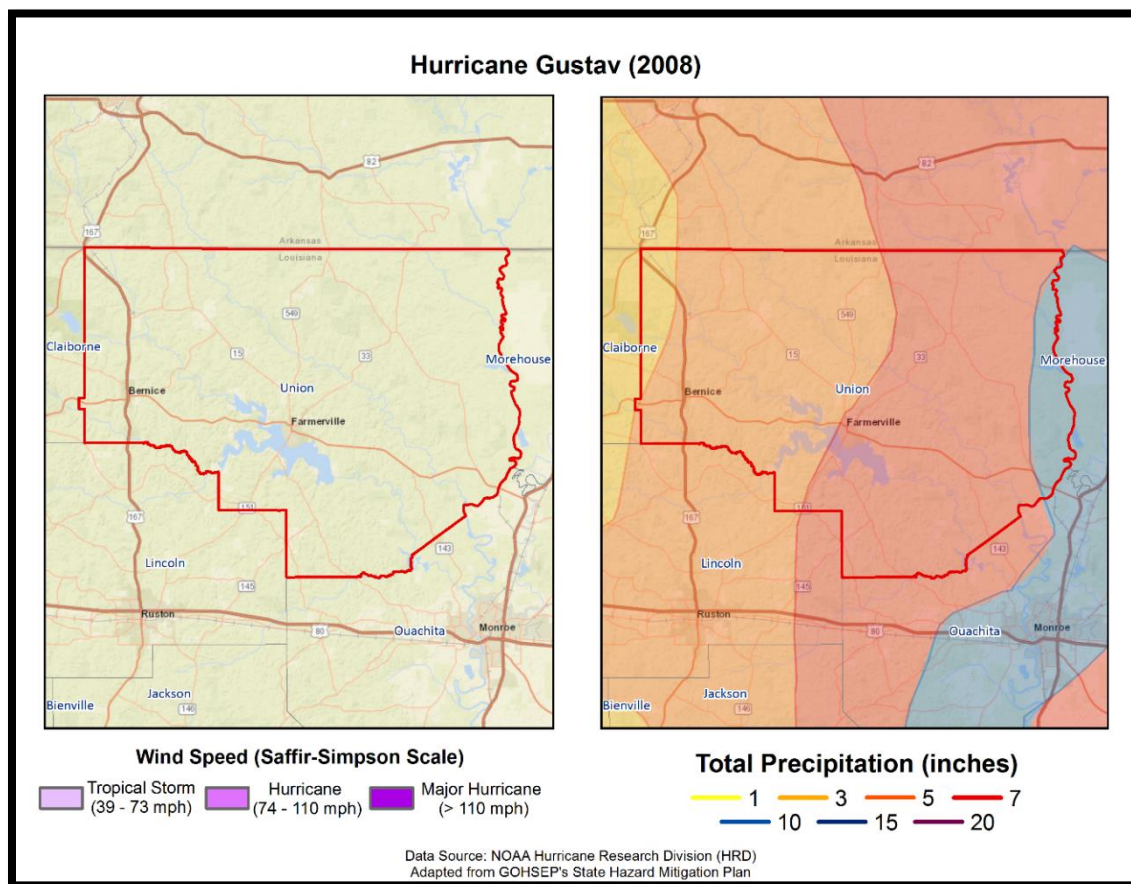 Hurricane Gustav (2008)
82
167
Arkansas
Louisiana
549
Claiborne
15
33
Morehouse
Bernice
Union
Farmerville
167
151
143
Lincoln
145
Ruston
80
Ouachita
Monroe
Bienville
Jackson
146
82
167
Arkansas
Louisiana
549
Claiborne
15
33
Morehouse
Bernice
Union
Farmerville
167
151
143
Lincoln
145
Ruston
80
Ouachita
Monroe
Bienville
Jackson
146
Wind Speed (Saffir-Simpson Scale)
Tropical Storm
(39 - 73 mph)
Hurricane
(74 - 110 mph)
Major Hurricane
(> 110 mph)
Total Precipitation (inches)
1 3 5 7
10 15 20
Data Source: NOAA Hurricane Research Division (HRD)
Adapted from GOHSEP's State Hazard Mitigation Plan